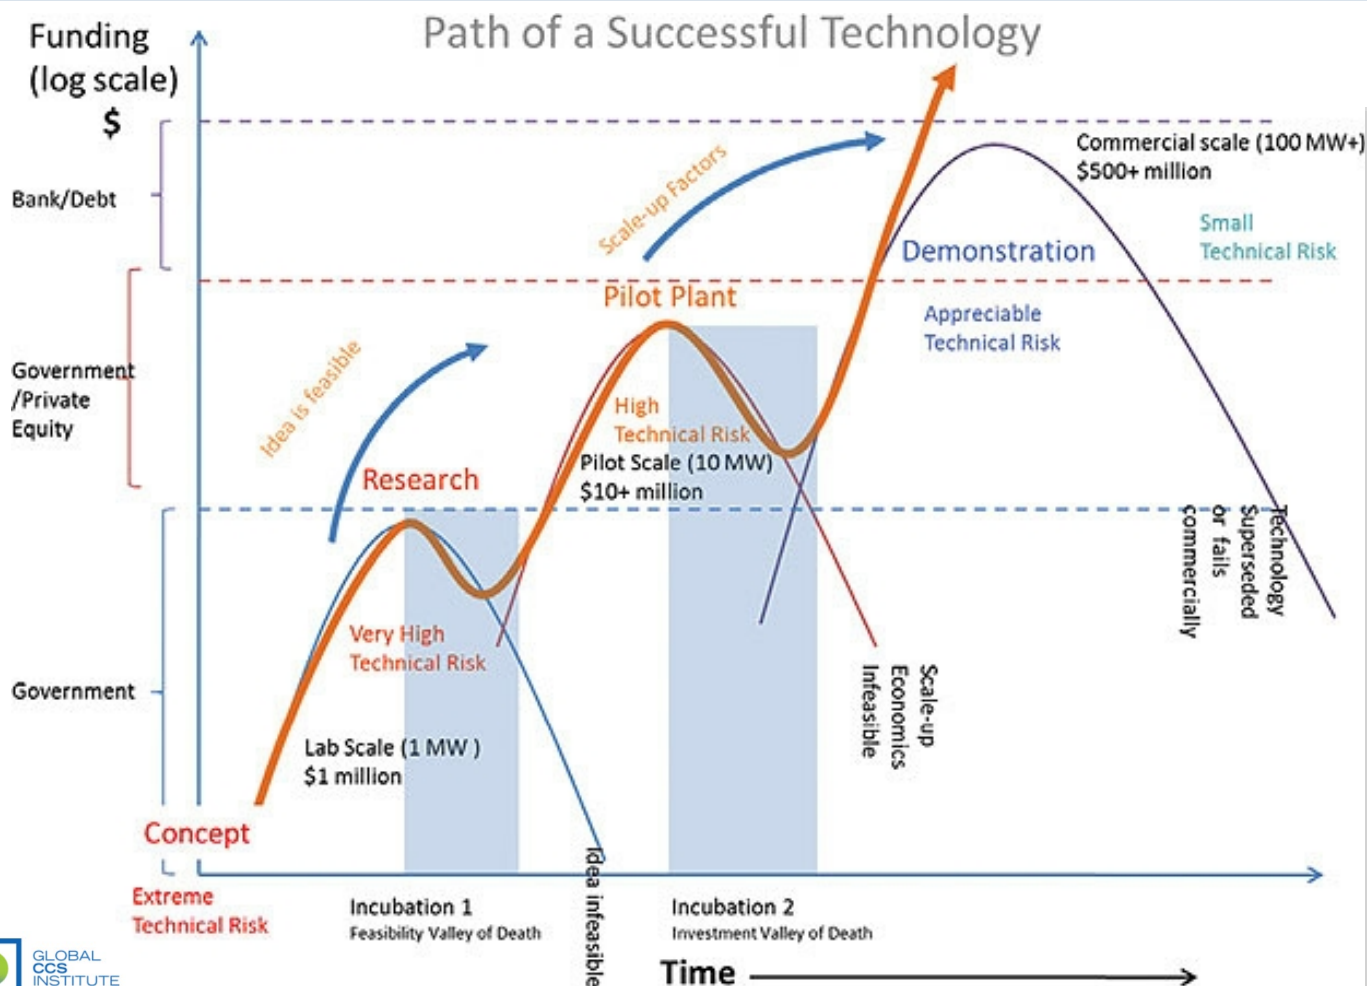 Path of a Successful Technology
Funding
(log scale)
$
Bank/Debt
Government
/Private
Equity
Government
Scale-up Factors
Commercial scale (100 MW+)
$500+ million
Small
Technical Risk
Demonstration
Appreciable
Technical Risk
Pilot Plant
High
Technical Risk
Pilot Scale (10 MW)
$10+ million
Idea is feasible
Research
Very High
Technical Risk
Lab Scale (1 MW )
$1 million
Technology
Superseded
or fails
commercially
Scale-up
Economics
Infeasible
Idea infeasible
Concept
Extreme
Technical Risk
Incubation 1
Feasibility Valley of Death
Incubation 2
Investment Valley of Death
Time
GLOBAL
CCS
INSTITUTE